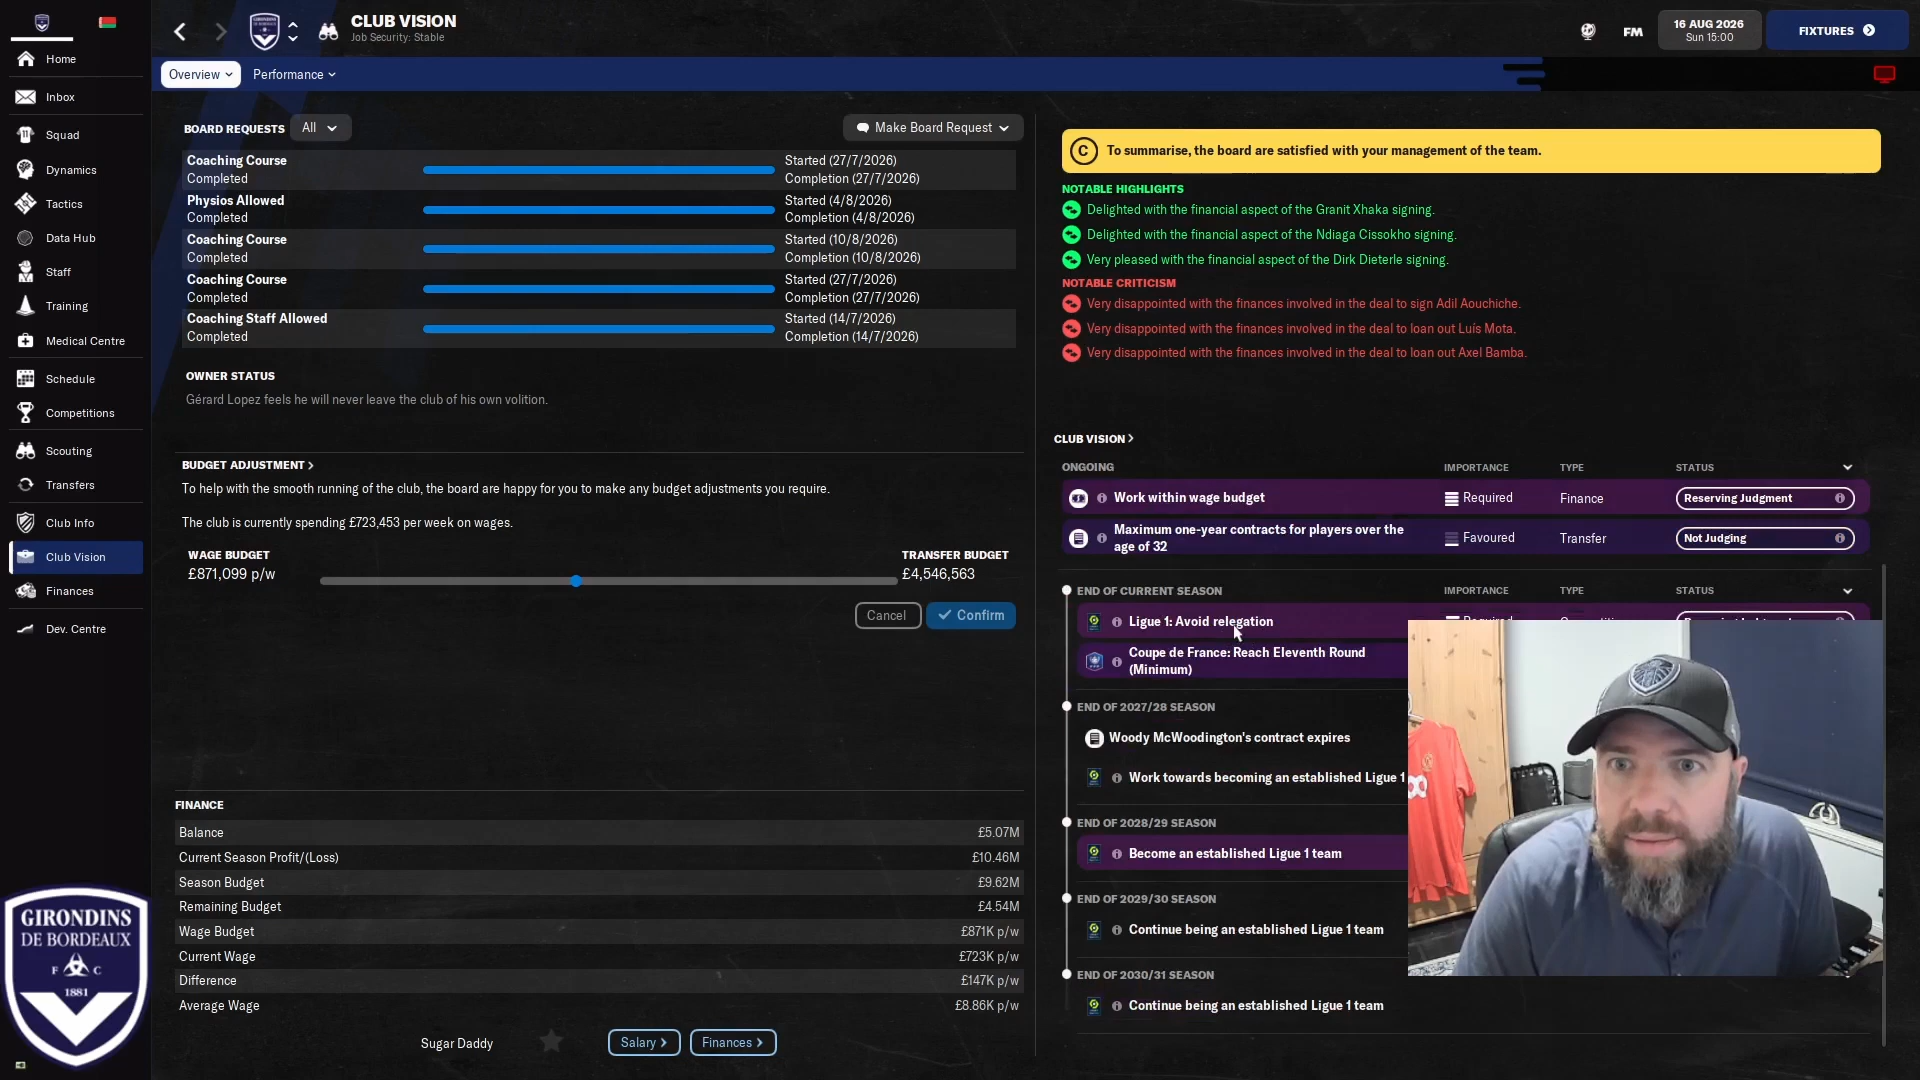 CLUB VISION
Job Security: Stable
FM
16 AUG 2026
Sun 15:00
FIXTURES
Home
Inbox
Squad
Dynamics
Tactics
Data Hub
Staff
Training
Medical Centre
Schedule
Competitions
Scouting
Transfers
Club Info
Club Vision
Finances
Dev. Centre
GIRONDINS
DE BORDEAUX
F C
1881
Overview
Performance
BOARD REQUESTS
All
Make Board Request
Coaching Course
Completed
Started (27/7/2026)
Completion (27/7/2026)
Physios Allowed
Completed
Started (4/8/2026)
Completion (4/8/2026)
Coaching Course
Completed
Started (10/8/2026)
Completion (10/8/2026)
Coaching Course
Completed
Started (27/7/2026)
Completion (27/7/2026)
Coaching Staff Allowed
Completed
Started (14/7/2026)
Completion (14/7/2026)
OWNER STATUS
Gérard Lopez feels he will never leave the club of his own volition.
BUDGET ADJUSTMENT
To help with the smooth running of the club, the board are happy for you to make any budget adjustments you require.
The club is currently spending £723,453 per week on wages.
WAGE BUDGET
£871,099 p/w
TRANSFER BUDGET
£4,546,563
Cancel
Confirm
FINANCE
Balance £5.07M
Current Season Profit/(Loss) £10.46M
Season Budget £9.62M
Remaining Budget £4.54M
Wage Budget £871K p/w
Current Wage £723K p/w
Difference £147K p/w
Average Wage £8.86K p/w
Sugar Daddy
Salary
Finances
C
To summarise, the board are satisfied with your management of the team.
NOTABLE HIGHLIGHTS
Delighted with the financial aspect of the Granit Xhaka signing.
Delighted with the financial aspect of the Ndiaga Cissokho signing.
Very pleased with the financial aspect of the Dirk Dieterle signing.
NOTABLE CRITICISM
Very disappointed with the finances involved in the deal to sign Adil Aouchiche.
Very disappointed with the finances involved in the deal to loan out Luís Mota.
Very disappointed with the finances involved in the deal to loan out Axel Bamba.
CLUB VISION
ONGOING IMPORTANCE TYPE STATUS
Work within wage budget Required Finance Reserving Judgment
Maximum one-year contracts for players over the
age of 32
Favoured Transfer Not Judging
END OF CURRENT SEASON IMPORTANCE TYPE STATUS
Ligue 1: Avoid relegation
Coupe de France: Reach Eleventh Round
(Minimum)
END OF 2027/28 SEASON
Woody McWoodington's contract expires
Work towards becoming an established Ligue 1
END OF 2028/29 SEASON
Become an established Ligue 1 team
END OF 2029/30 SEASON
Continue being an established Ligue 1 team
END OF 2030/31 SEASON
Continue being an established Ligue 1 team